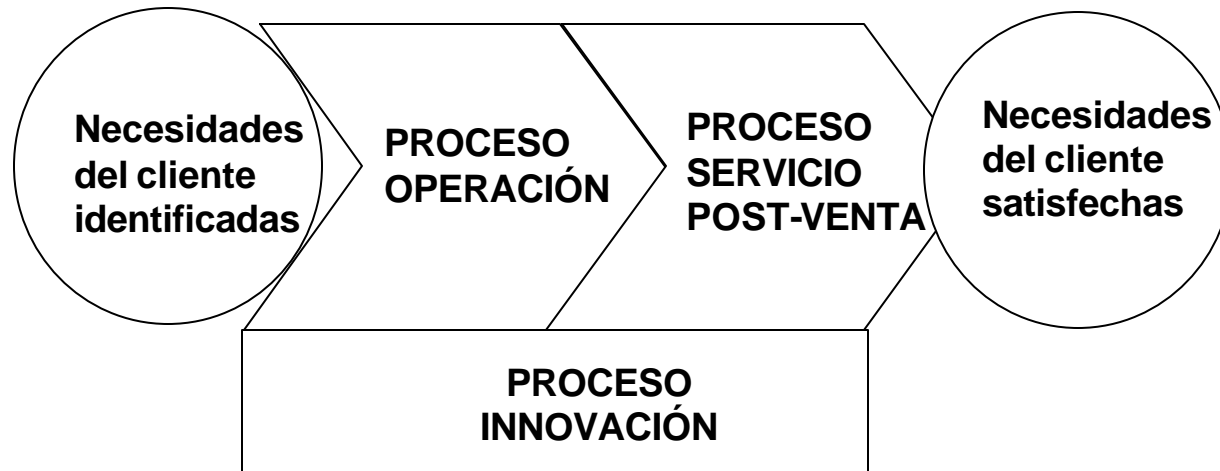 Necesidades
del cliente
identificadas
PROCESO
OPERACIÓN
PROCESO
SERVICIO
POST-VENTA
Necesidades
del cliente
satisfechas
PROCESO
INNOVACIÓN